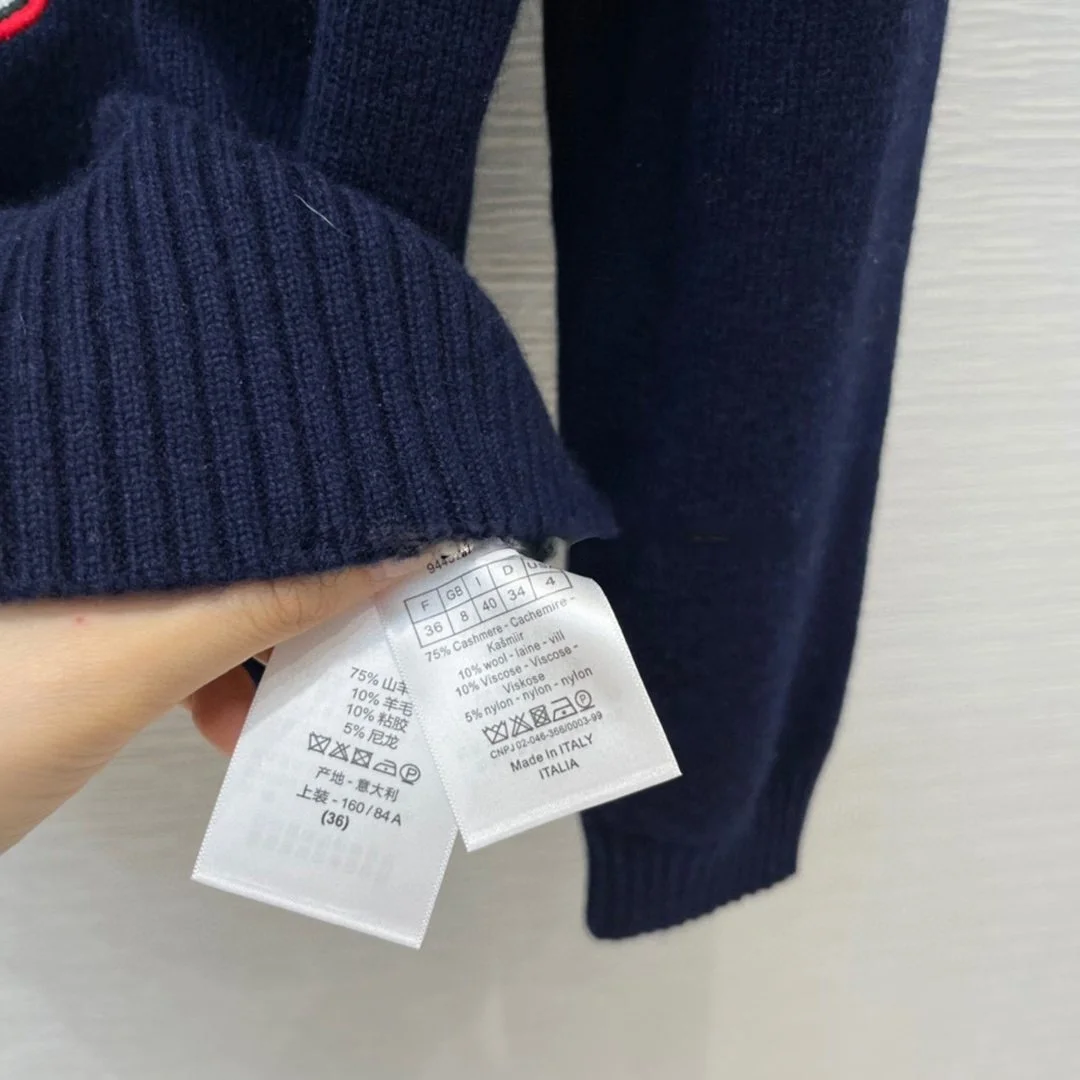 F GB I D
36 8 40 34 4
75% Cashmere - Cachemire -
Kašmiir
10% wool - laine - vill
10% Viscose - Viscose -
Viskose
5% nylon - nylon - nylon
CNPJ 02-046-366/0003-99
Made In ITALY
ITALIA
75% 山羊
10% 羊毛
10% 粘胶
5% 尼龙
产地 - 意大利
上装 - 160 / 84 A
(36)